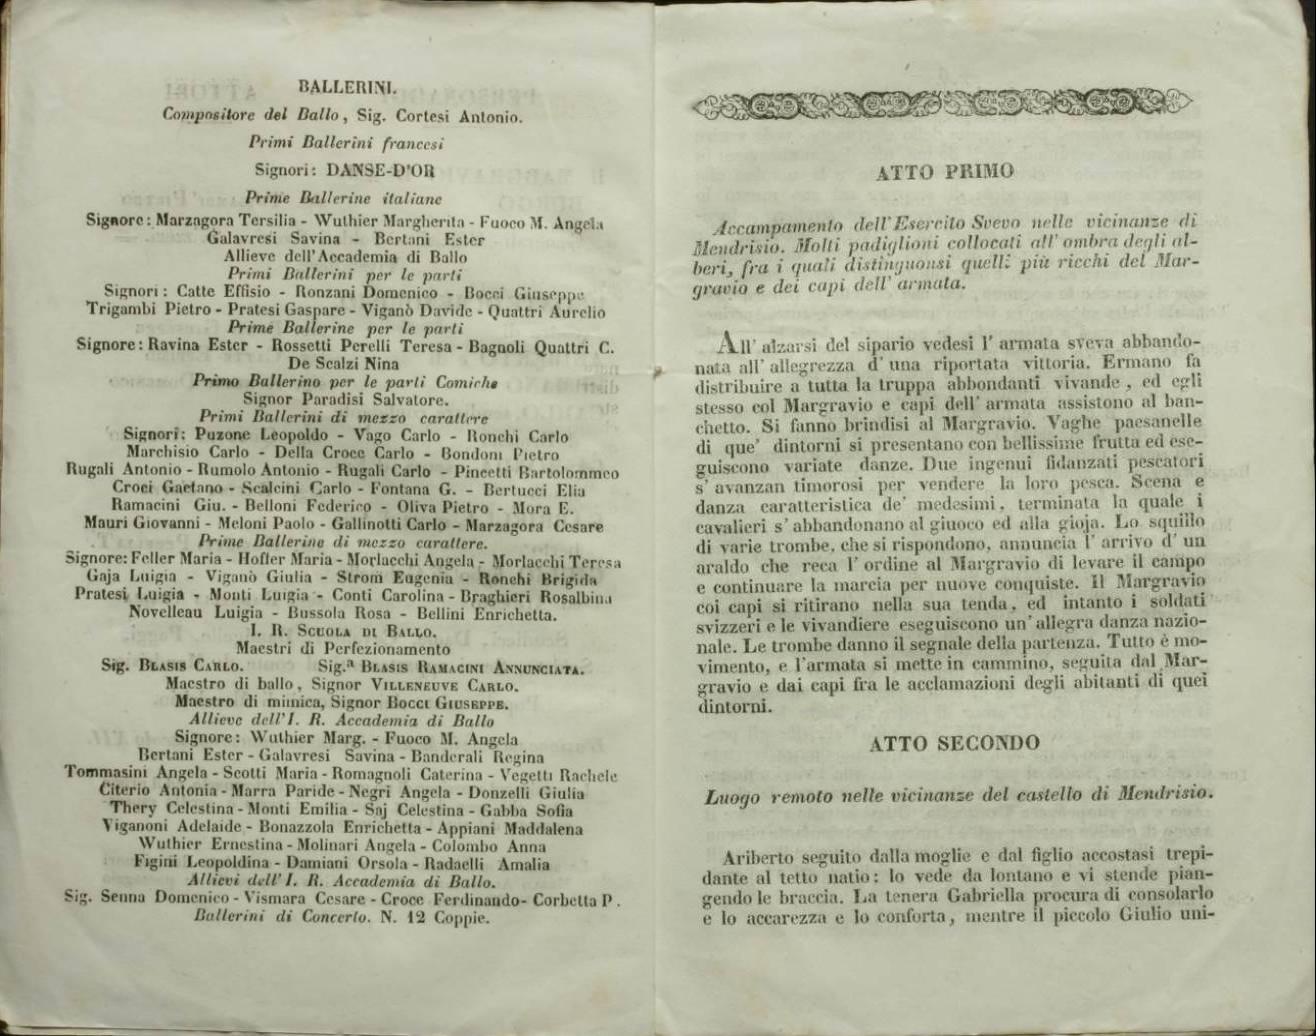 BALLERINI.
Compositore del Ballo, Sig. Cortesi Antonio.
Primi Ballerini francesi
Signori: DANSE-D'OR
Prime Ballerine italiane
Signore: Marzagora Tersilia - Wuthier Margherita - Fuoco M. Angela
Galavresi Savina - Bertani Ester
Allieve dell'Accademia di Ballo
Primi Ballerini per le parti
Signori: Catte Effisio - Ronzani Domenico - Bocci Giuseppe
Trigambi Pietro - Pratesi Gaspare - Viganò Davide - Quattri Aurelio
Prime Ballerine per le parti
Signore: Ravina Ester - Rossetti Perelli Teresa - Bagnoli Quattri C.
De Scalzi Nina
Primo Ballerino per le parti Comiche
Signor Paradisi Salvatore.
Primi Ballerini di mezzo carattere
Signori: Puzone Leopoldo - Vago Carlo - Ronchi Carlo
Marchisio Carlo - Della Croce Carlo - Bondoni Pietro
Rugali Antonio - Rumolo Antonio - Rugali Carlo - Pincetti Bartolommeo
Croci Gaetano - Scalcini Carlo - Fontana G. - Bertucci Elia
Ramacini Giu. - Belloni Federico - Oliva Pietro - Mora E.
Mauri Giovanni - Meloni Paolo - Gallinotti Carlo - Marzagora Cesare
Prime Ballerine di mezzo carattere.
Signore: Feller Maria - Hofler Maria - Morlacchi Angela - Morlacchi Teresa
Gaja Luigia - Viganò Giulia - Strom Eugenia - Ronchi Brigida
Pratesi Luigia - Monti Luigia - Conti Carolina - Braghieri Rosalbina
Novelleau Luigia - Bussola Rosa - Bellini Enrichetta.
I. R. SCUOLA DI BALLO.
Maestri di Perfezionamento
Sig. BLASIS CARLO. Sig.ª BLASIS RAMACINI ANNUNCIATA.
Maestro di ballo, Signor VILLENEUVE CARLO.
Maestro di mimica, Signor BOCCI GIUSEPPE.
Allieve dell'I. R. Accademia di Ballo
Signore: Wuthier Marg. - Fuoco M. Angela
Bertani Ester - Galavresi Savina - Banderali Regina
Tommasini Angela - Scotti Maria - Romagnoli Caterina - Vegetti Rachele
Citerio Antonia - Marra Paride - Negri Angela - Donzelli Giulia
Thery Celestina - Monti Emilia - Saj Celestina - Gabba Sofia
Viganoni Adelaide - Bonazzola Enrichetta - Appiani Maddalena
Wuthier Ernestina - Molinari Angela - Colombo Anna
Figini Leopoldina - Damiani Orsola - Radaelli Amalia
Allievi dell'I. R. Accademia di Ballo.
Sig. Senna Domenico - Vismara Cesare - Croce Ferdinando - Corbetta P.
Ballerini di Concerto. N. 12 Coppie.
ATTO PRIMO
Accampamento dell'Esercito Svevo nelle vicinanze di
Mendrisio. Molti padiglioni collocati all'ombra degli al-
beri, fra i quali distinguonsi quelli più ricchi del Mar-
gravio e dei capi dell'armata.
All'alzarsi del sipario vedesi l'armata sveva abbando-
nata all'allegrezza d'una riportata vittoria. Ermano fa
distribuire a tutta la truppa abbondanti vivande, ed egli
stesso col Margravio e capi dell'armata assistono al ban-
chetto. Si fanno brindisi al Margravio. Vaghe paesanelle
di que' dintorni si presentano con bellissime frutta ed ese-
guiscono variate danze. Due ingenui fidanzati pescatori
s'avanzan timorosi per vendere la loro pesca. Scena e
danza caratteristica de' medesimi, terminata la quale i
cavalieri s'abbandonano al giuoco ed alla gioja. Lo squillo
di varie trombe, che si rispondono, annuncia l'arrivo d'un
araldo che reca l'ordine al Margravio di levare il campo
e continuare la marcia per nuove conquiste. Il Margravio
coi capi si ritirano nella sua tenda, ed intanto i soldati
svizzeri e le vivandiere eseguiscono un'allegra danza nazio-
nale. Le trombe danno il segnale della partenza. Tutto è mo-
vimento, e l'armata si mette in cammino, seguita dal Mar-
gravio e dai capi fra le acclamazioni degli abitanti di quei
dintorni.
ATTO SECONDO
Luogo remoto nelle vicinanze del castello di Mendrisio.
Ariberto seguito dalla moglie e dal figlio accostasi trepi-
dante al tetto natio: lo vede da lontano e vi stende pian-
gendo le braccia. La tenera Gabriella procura di consolarlo
e lo accarezza e lo conforta, mentre il piccolo Giulio uni-